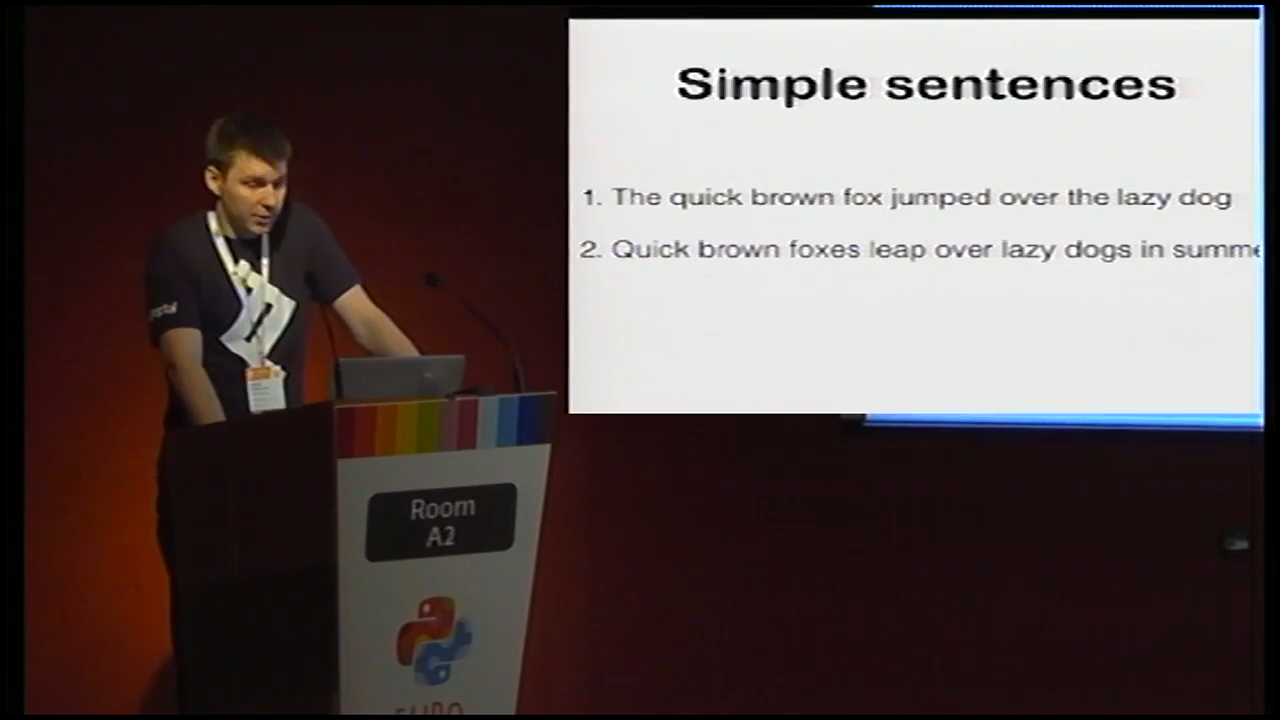 Simple sentences
1. The quick brown fox jumped over the lazy dog
2. Quick brown foxes leap over lazy dogs in summe
Room
A2
EURO